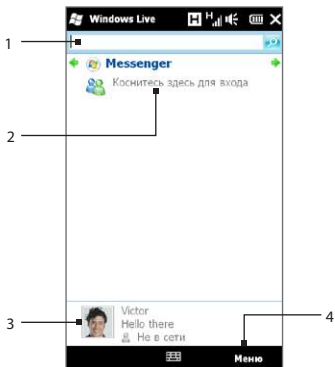 Windows Live H H
1
Messenger
Коснитесь здесь для входа
2
Victor
Hello there
3
Не в сети
4
Меню